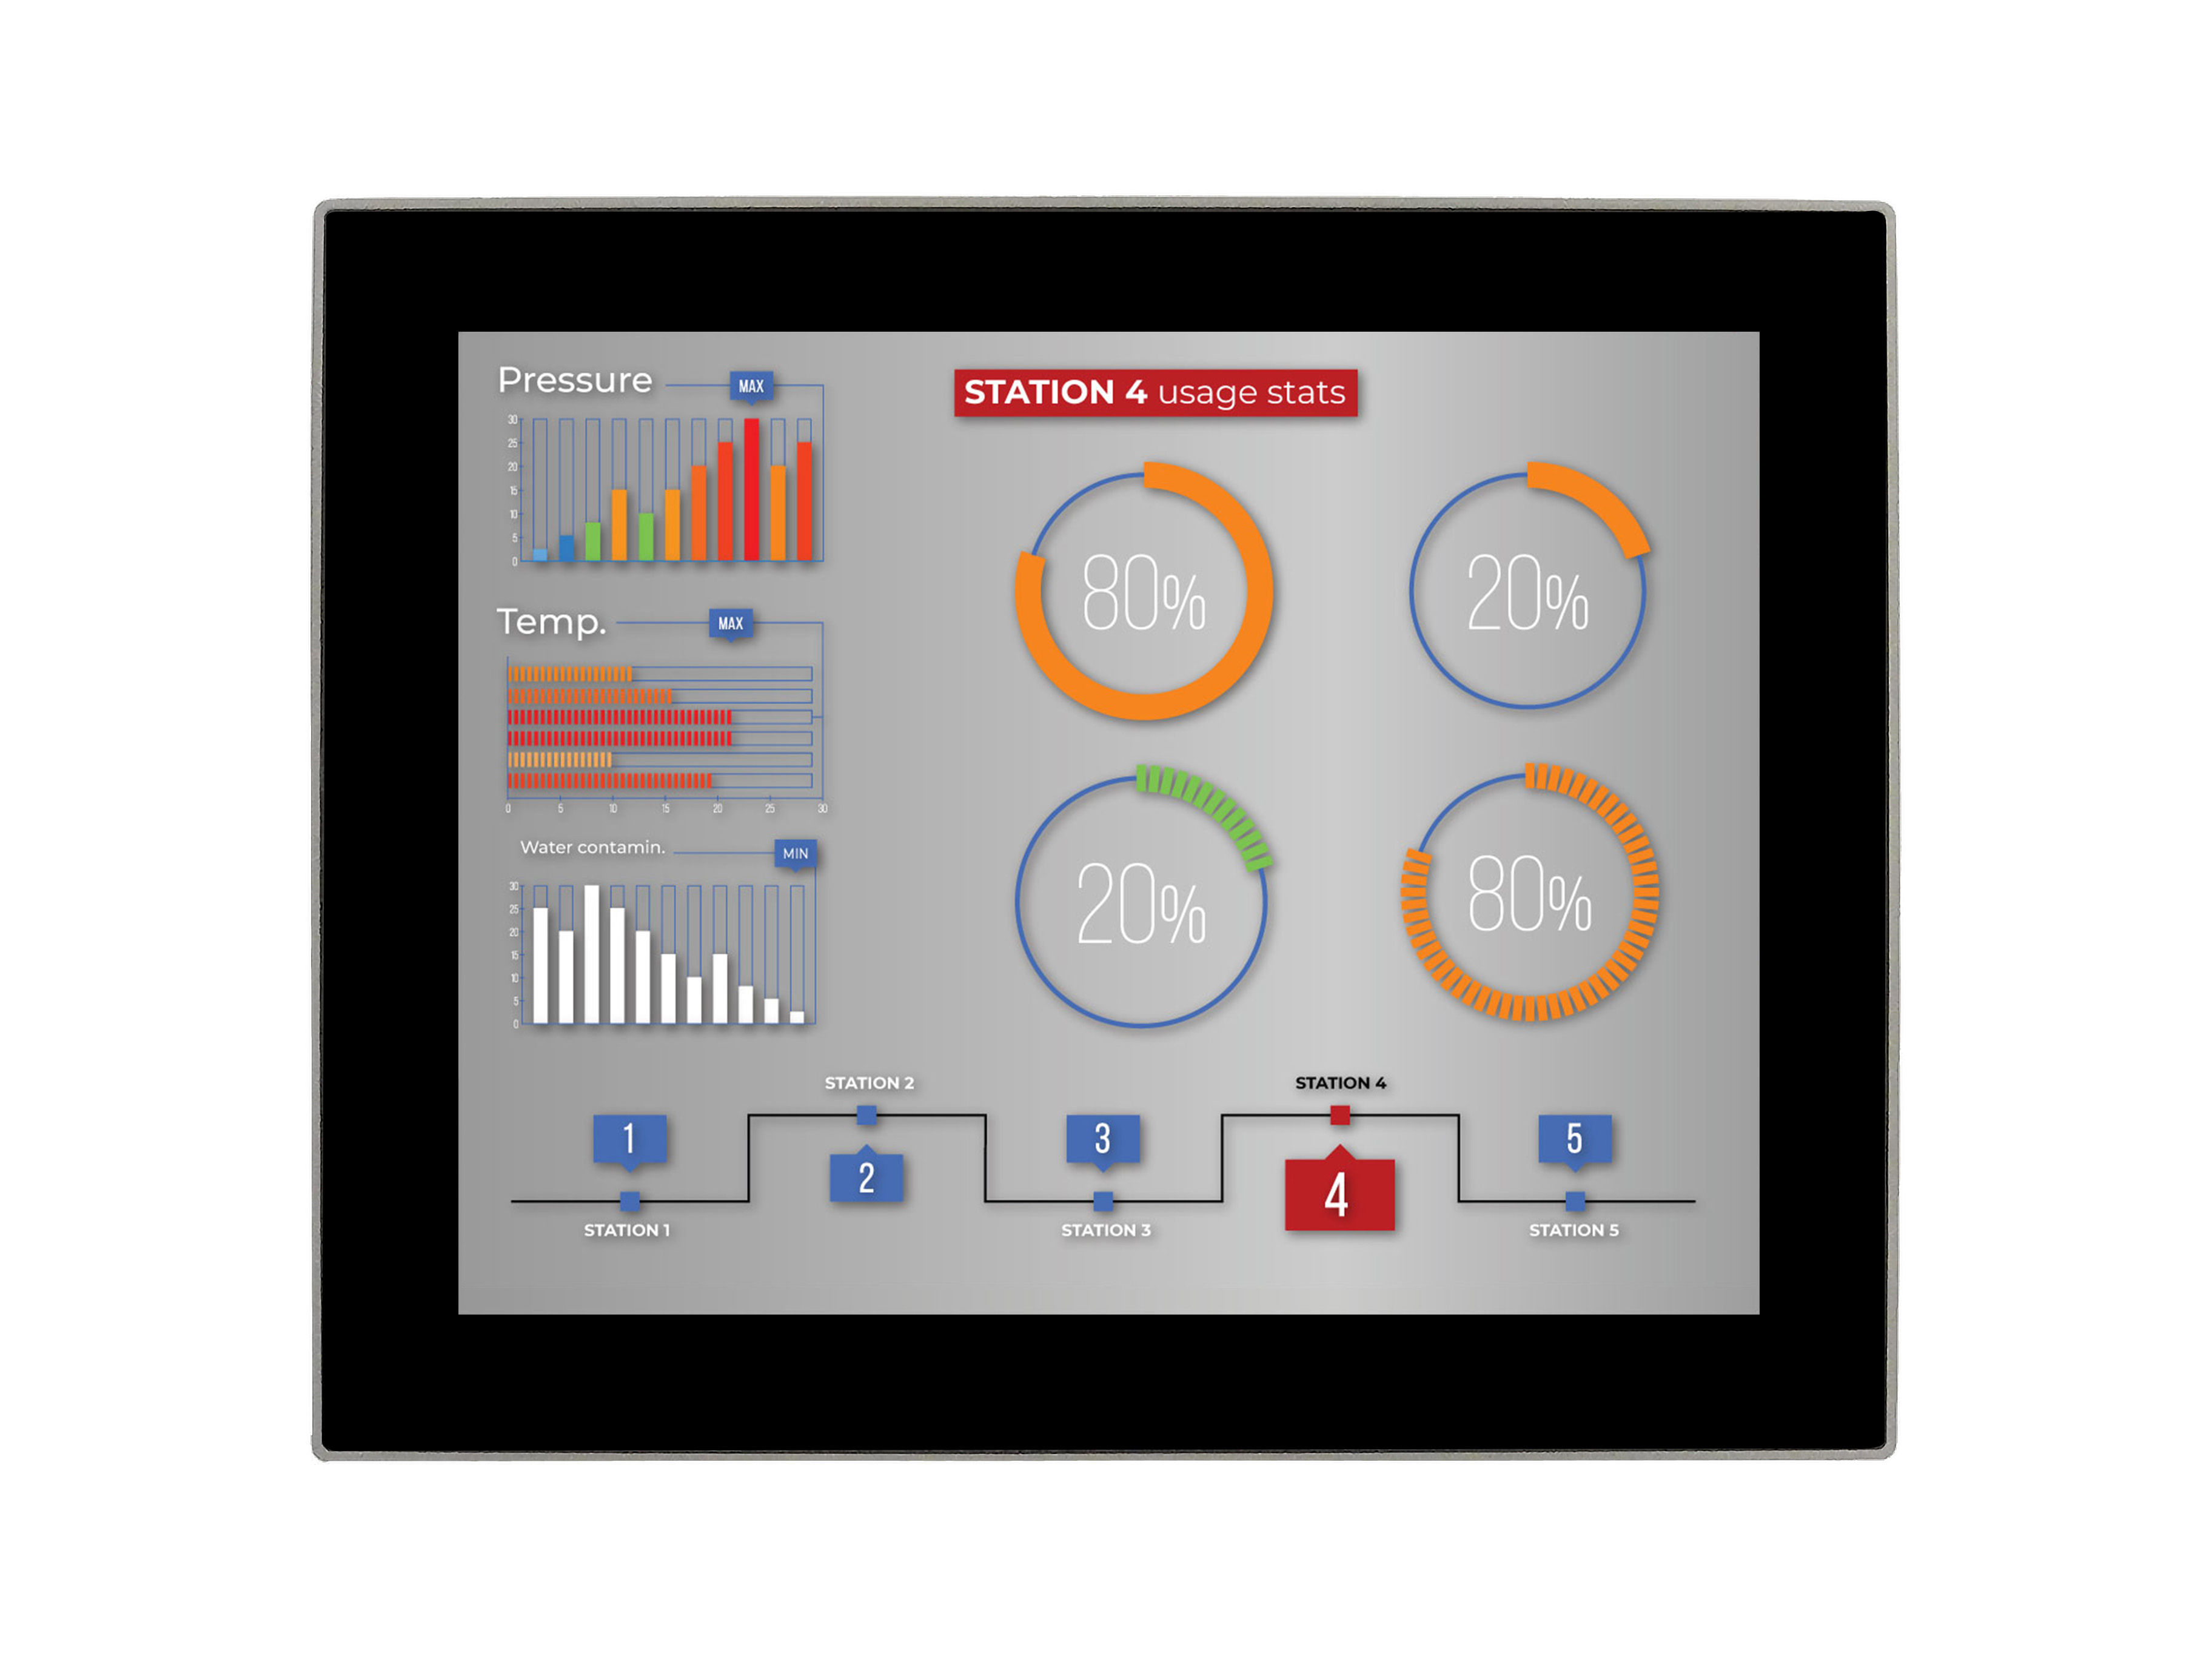 Pressure
MAX
30
25
20
15
10
5
0
Temp.
MAX
0 5 10 15 20 25 30
Water contamin.
MIN
30
25
20
15
10
5
0
STATION 4 usage stats
80%
20%
20%
80%
STATION 2
STATION 4
1
3
5
2
4
STATION 1
STATION 3
STATION 5